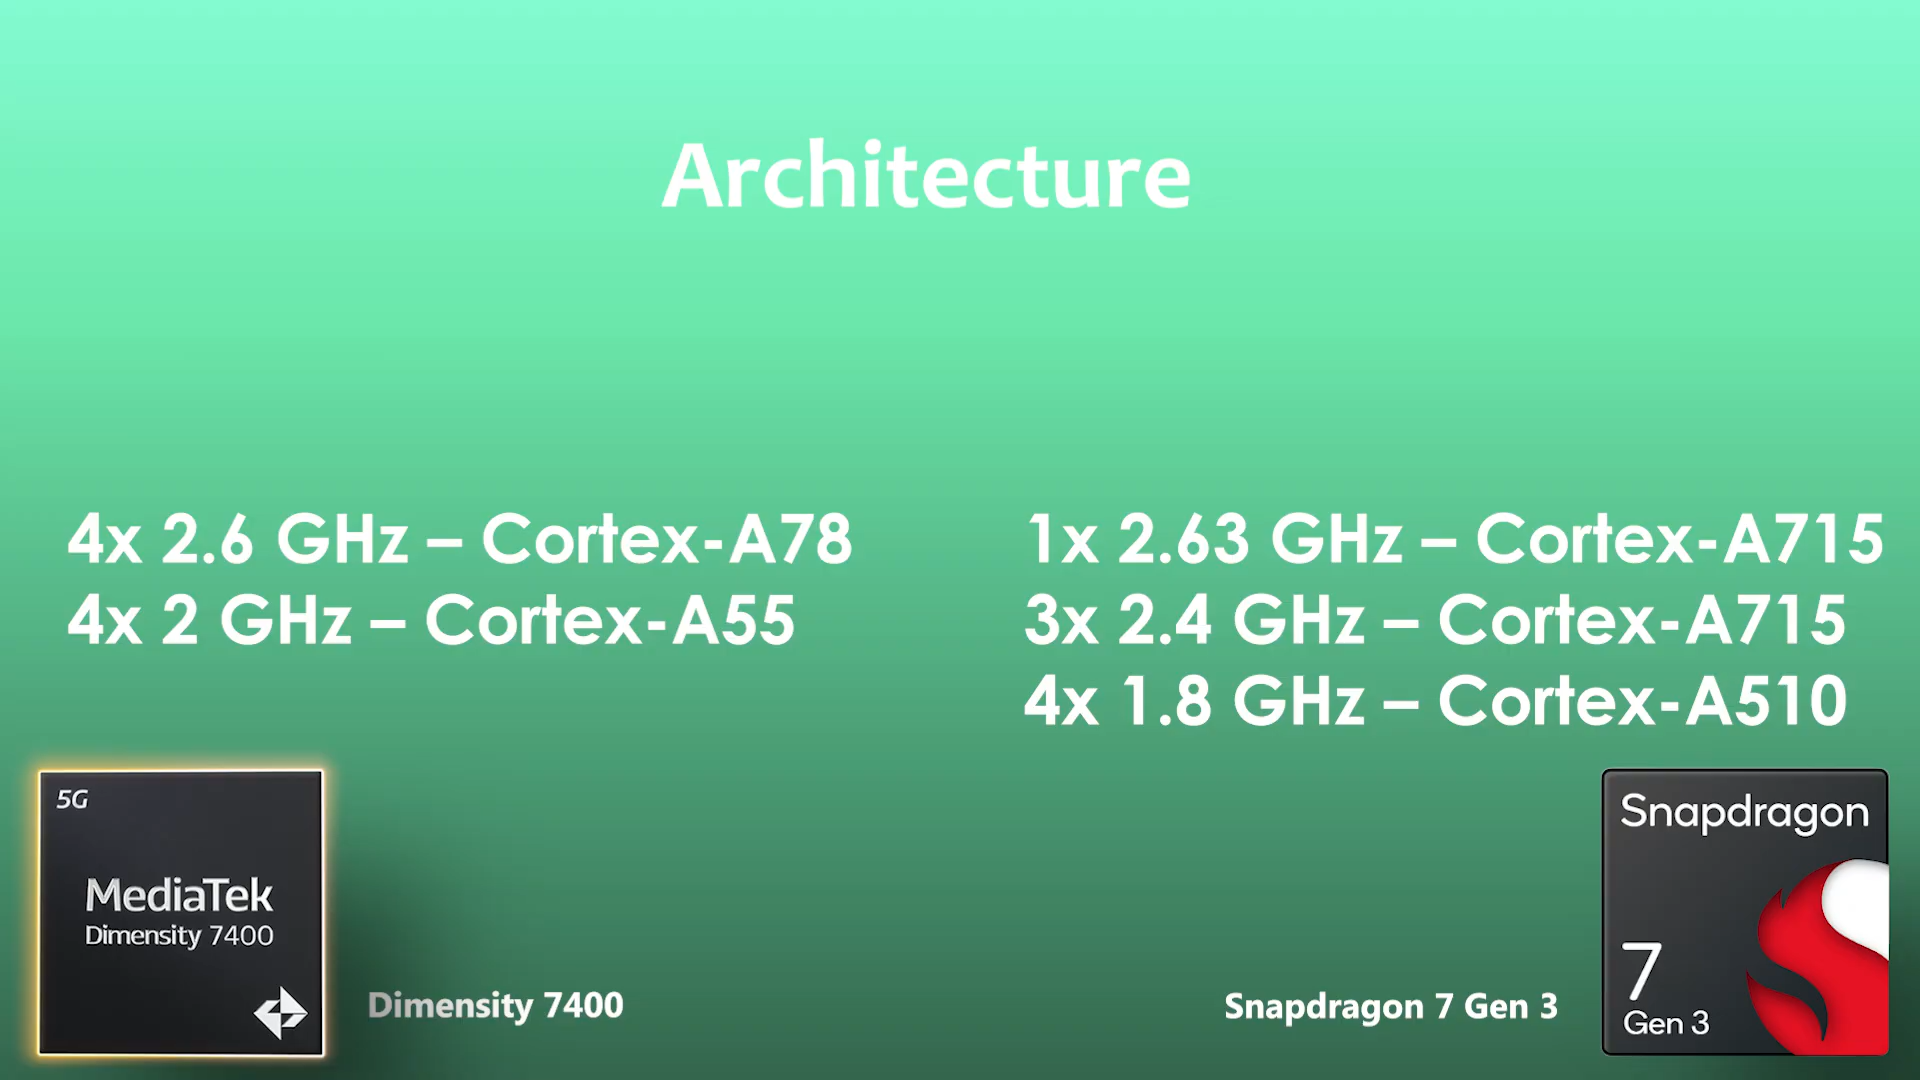 Architecture
4x 2.6 GHz – Cortex-A78
4x 2 GHz – Cortex-A55
1x 2.63 GHz – Cortex-A715
3x 2.4 GHz – Cortex-A715
4x 1.8 GHz – Cortex-A510
5G
MediaTek
Dimensity 7400
Dimensity 7400
Snapdragon 7 Gen 3
Snapdragon
7
Gen 3